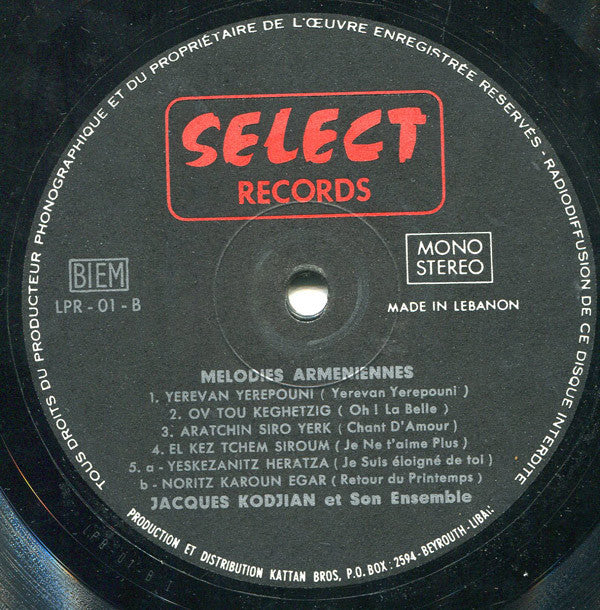 TOUS DROITS DU PRODUCTEUR PHONOGRAPHIQUE ET DU PROPRIÉTAIRE DE L'ŒUVRE ENREGISTRÉE RESERVÉS - RADIODIFFUSION DE CE DISQUE INTERDITE
SELECT
RECORDS
BIEM
LPR - 01 - B
MONO
STEREO
MADE IN LEBANON
MELODIES ARMENIENNES
1. YEREVAN YEREPOUNI ( Yerevan Yerepouni )
2. OV TOU KEGHETZIG ( Oh ! La Belle )
3. ARATCHIN SIRO YERK ( Chant D'Amour )
4. EL KEZ TCHEM SIROUM ( Je Ne t'aime Plus )
5. a - YESKEZANITZ HERATZA ( Je Suis éloigné de toi )
b - NORITZ KAROUN EGAR ( Retour du Printemps )
JACQUES KODJIAN et Son Ensemble
PRODUCTION ET DISTRIBUTION KATTAN BROS, P.O. BOX : 2594 - BEYROUTH - LIBAN
LPR-01-B